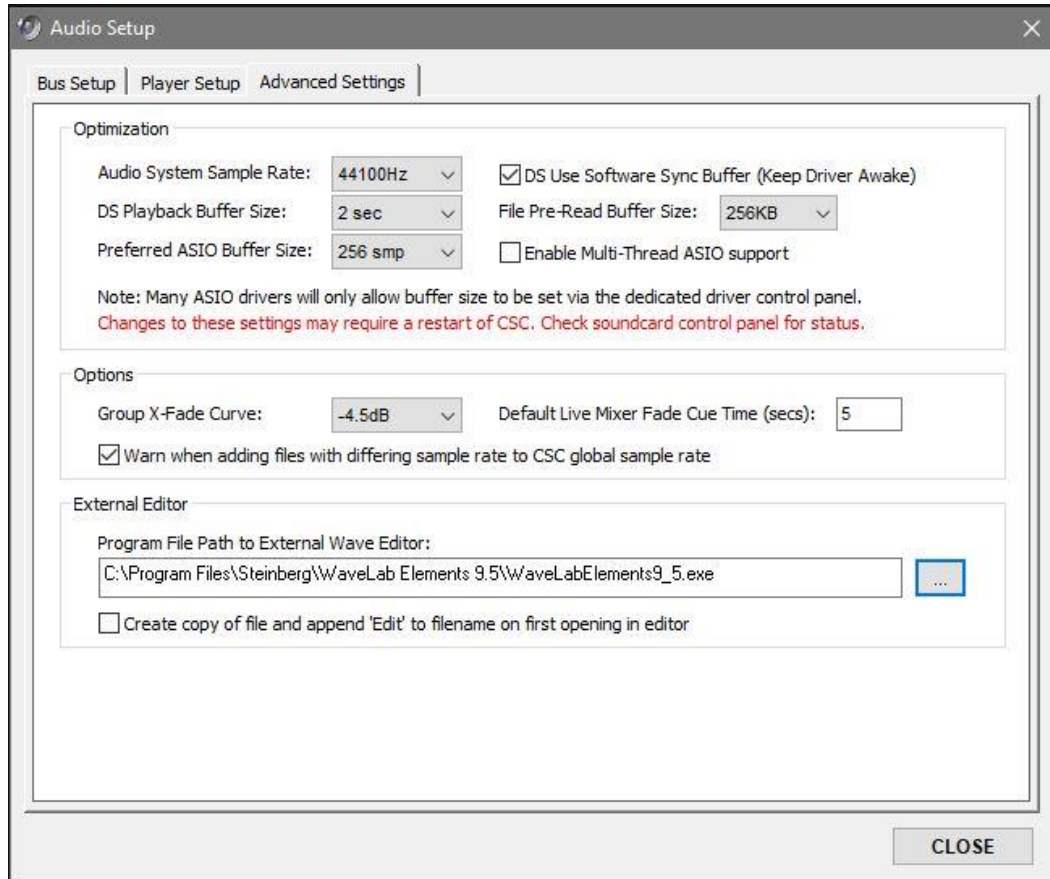 Audio Setup
Bus Setup Player Setup Advanced Settings
Optimization
Audio System Sample Rate: 44100Hz DS Use Software Sync Buffer (Keep Driver Awake)
DS Playback Buffer Size: 2 sec File Pre-Read Buffer Size: 256KB
Preferred ASIO Buffer Size: 256 smp Enable Multi-Thread ASIO support
Note: Many ASIO drivers will only allow buffer size to be set via the dedicated driver control panel.
Changes to these settings may require a restart of CSC. Check soundcard control panel for status.
Options
Group X-Fade Curve: -4.5dB Default Live Mixer Fade Cue Time (secs): 5
Warn when adding files with differing sample rate to CSC global sample rate
External Editor
Program File Path to External Wave Editor:
C:\Program Files\Steinberg\WaveLab Elements 9.5\WaveLabElements9_5.exe ...
Create copy of file and append 'Edit' to filename on first opening in editor
CLOSE